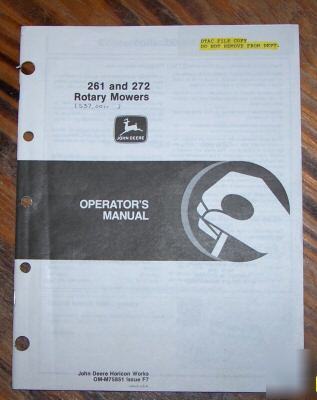 DTAC FILE COPY
DO NOT REMOVE FROM DEPT.
261 and 272
Rotary Mowers
JOHN DEERE
OPERATOR'S
MANUAL
John Deere Horicon Works
OM-M75851 Issue F7